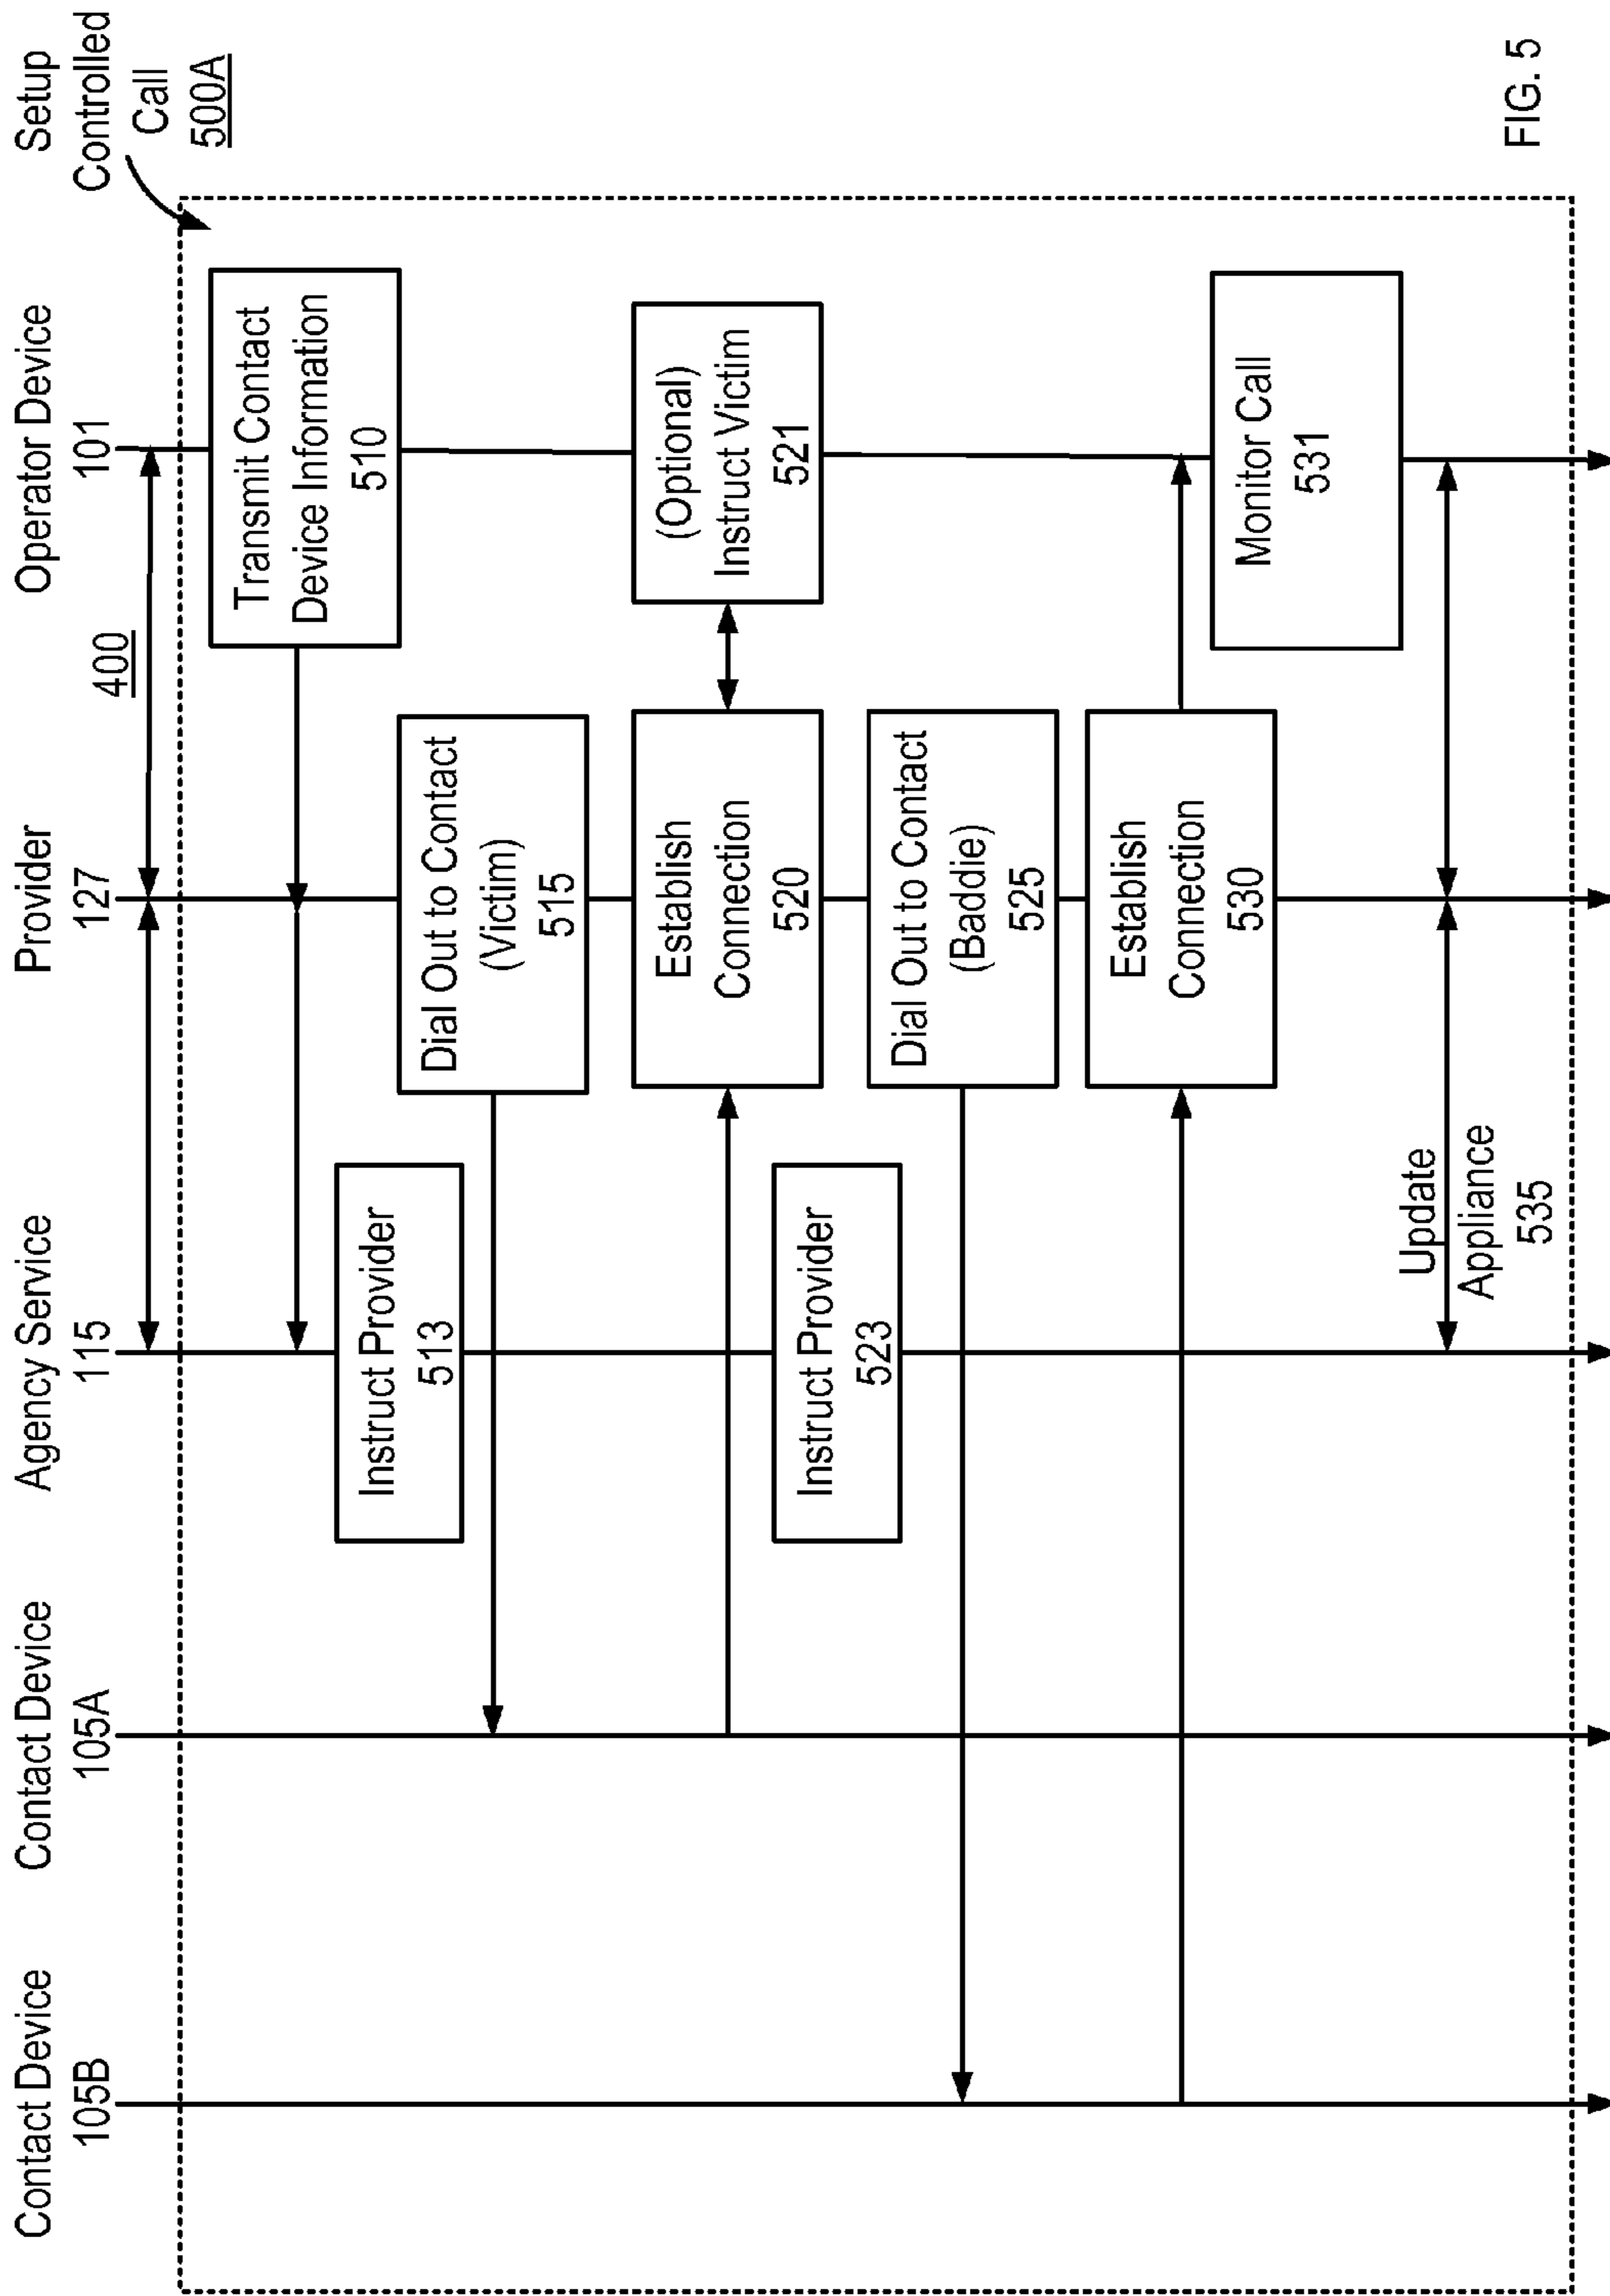 Setup
Controlled
Call
500A
Contact Device
105B
Contact Device
105A
Agency Service
115
Provider
127
Operator Device
101
400
Transmit Contact
Device Information
510
Instruct Provider
513
Dial Out to Contact
(Victim)
515
Establish
Connection
520
(Optional)
Instruct Victim
521
Instruct Provider
523
Dial Out to Contact
(Baddie)
525
Establish
Connection
530
Monitor Call
531
Update
Appliance
535
FIG. 5